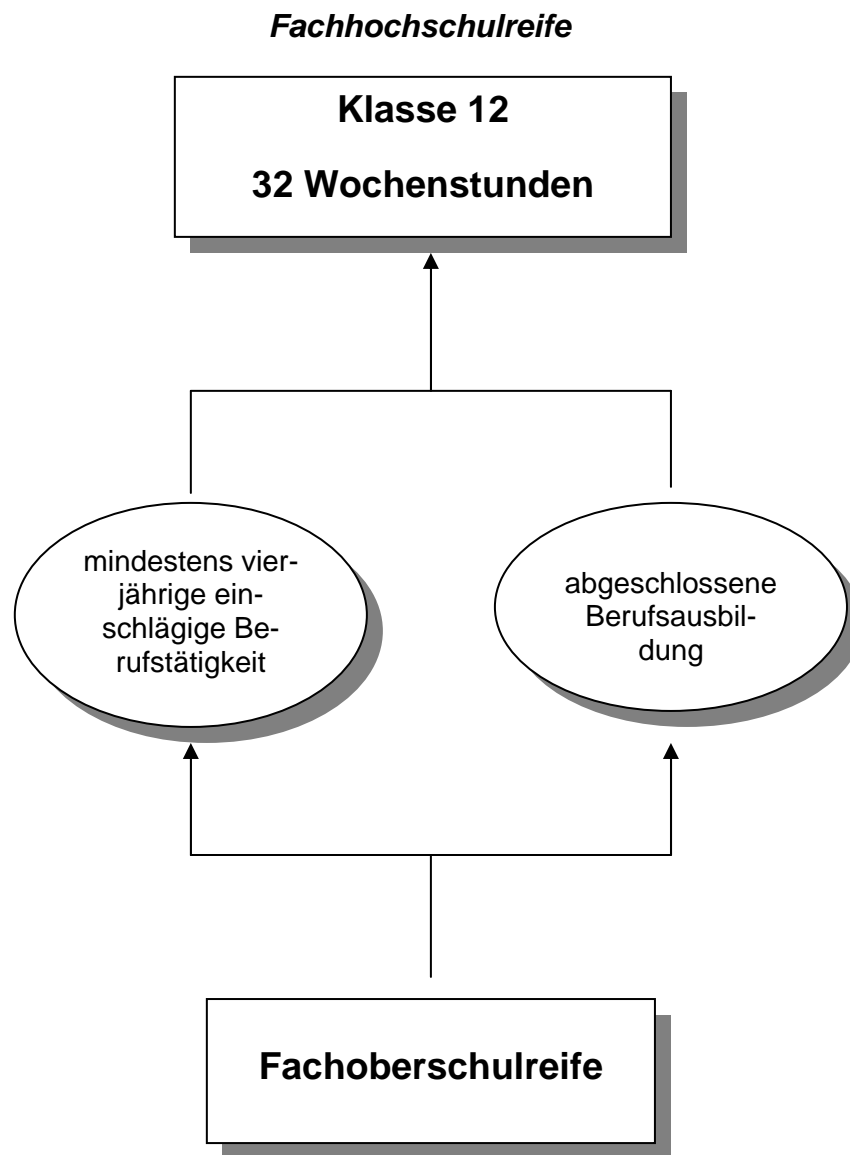 Fachhochschulreife
Klasse 12
32 Wochenstunden
mindestens vier-
jährige ein-
schlägige Be-
rufstätigkeit
abgeschlossene
Berufsausbil-
dung
Fachoberschulreife